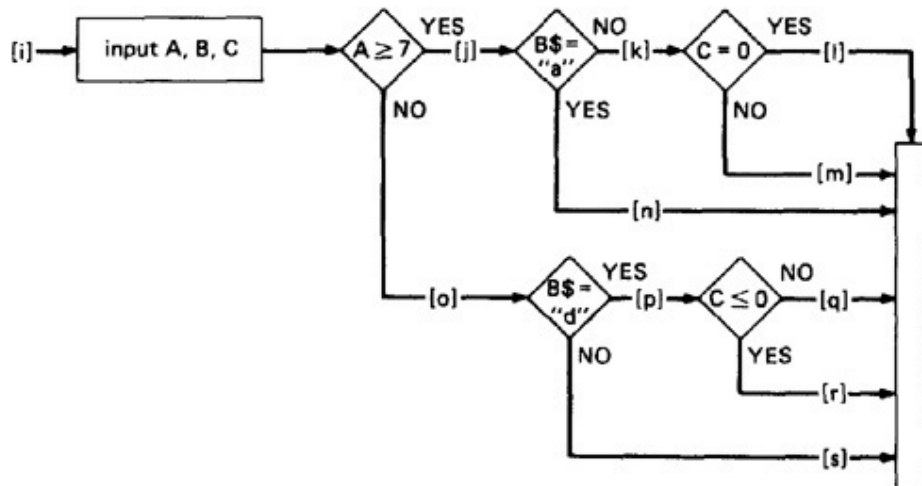 [i] input A, B, C A ≥ 7 YES [j] B$ = "a" NO [k] C = 0 YES [l]
NO YES NO
[m]
[n]
[o] B$ = "d" YES [p] C ≤ 0 NO [q]
NO YES
[r]
[s]